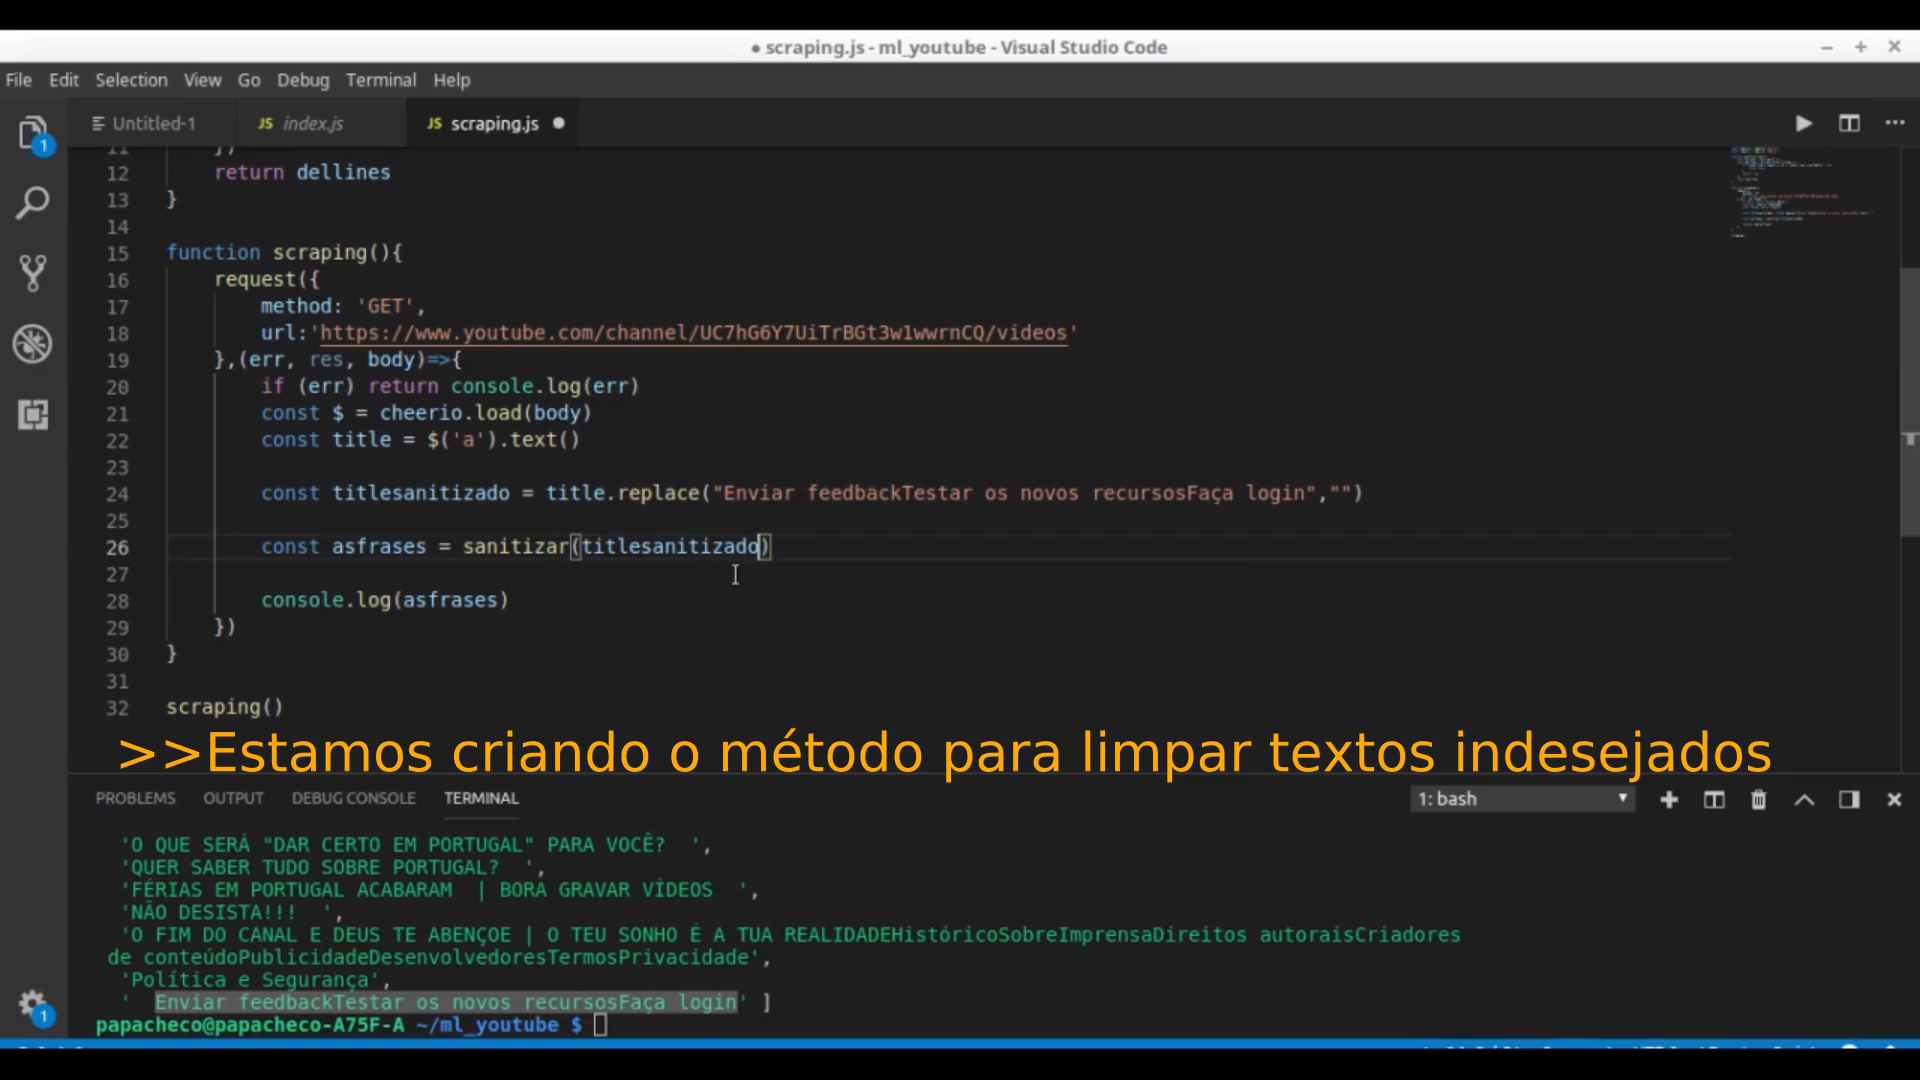 ● scraping.js - ml_youtube - Visual Studio Code
File Edit Selection View Go Debug Terminal Help
Untitled-1 JS index.js JS scraping.js ●
1
11 })
12 return dellines
13 }
14
15 function scraping(){
16 request({
17 method: 'GET',
18 url:'https://www.youtube.com/channel/UC7hG6Y7UiTrBGt3w1wwrnCQ/videos'
19 },(err, res, body)=>{
20 if (err) return console.log(err)
21 const $ = cheerio.load(body)
22 const title = $('a').text()
23
24 const titlesanitizado = title.replace("Enviar feedbackTestar os novos recursosFaça login","")
25
26 const asfrases = sanitizar(titlesanitizado)
27
28 console.log(asfrases)
29 })
30 }
31
32 scraping()
>>Estamos criando o método para limpar textos indesejados
PROBLEMS OUTPUT DEBUG CONSOLE TERMINAL 1: bash
'O QUE SERÁ "DAR CERTO EM PORTUGAL" PARA VOCÊ? ',
'QUER SABER TUDO SOBRE PORTUGAL? ',
'FÉRIAS EM PORTUGAL ACABARAM | BORA GRAVAR VÍDEOS ',
'NÃO DESISTA!!! ',
'O FIM DO CANAL E DEUS TE ABENÇOE | O TEU SONHO É A TUA REALIDADEHistóricoSobreImprensaDireitos autoraisCriadores
de conteúdoPublicidadeDesenvolvedoresTermosPrivacidade',
'Política e Segurança',
' Enviar feedbackTestar os novos recursosFaça login' ]
1
papacheco@papacheco-A75F-A ~/ml_youtube $